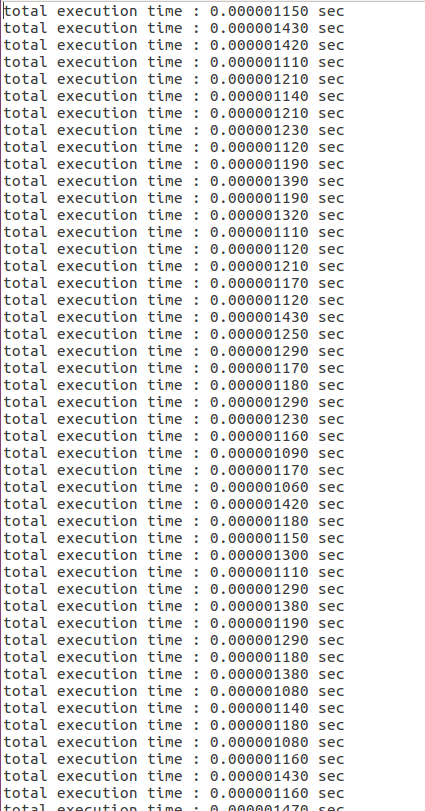 total execution time : 0.000001150 sec
total execution time : 0.000001430 sec
total execution time : 0.000001420 sec
total execution time : 0.000001110 sec
total execution time : 0.000001210 sec
total execution time : 0.000001140 sec
total execution time : 0.000001210 sec
total execution time : 0.000001230 sec
total execution time : 0.000001120 sec
total execution time : 0.000001190 sec
total execution time : 0.000001390 sec
total execution time : 0.000001190 sec
total execution time : 0.000001320 sec
total execution time : 0.000001110 sec
total execution time : 0.000001120 sec
total execution time : 0.000001210 sec
total execution time : 0.000001170 sec
total execution time : 0.000001120 sec
total execution time : 0.000001430 sec
total execution time : 0.000001250 sec
total execution time : 0.000001290 sec
total execution time : 0.000001170 sec
total execution time : 0.000001180 sec
total execution time : 0.000001290 sec
total execution time : 0.000001230 sec
total execution time : 0.000001160 sec
total execution time : 0.000001090 sec
total execution time : 0.000001170 sec
total execution time : 0.000001060 sec
total execution time : 0.000001420 sec
total execution time : 0.000001180 sec
total execution time : 0.000001150 sec
total execution time : 0.000001300 sec
total execution time : 0.000001110 sec
total execution time : 0.000001290 sec
total execution time : 0.000001380 sec
total execution time : 0.000001190 sec
total execution time : 0.000001290 sec
total execution time : 0.000001180 sec
total execution time : 0.000001380 sec
total execution time : 0.000001080 sec
total execution time : 0.000001140 sec
total execution time : 0.000001180 sec
total execution time : 0.000001080 sec
total execution time : 0.000001160 sec
total execution time : 0.000001430 sec
total execution time : 0.000001160 sec
total execution time : 0.000001470 sec